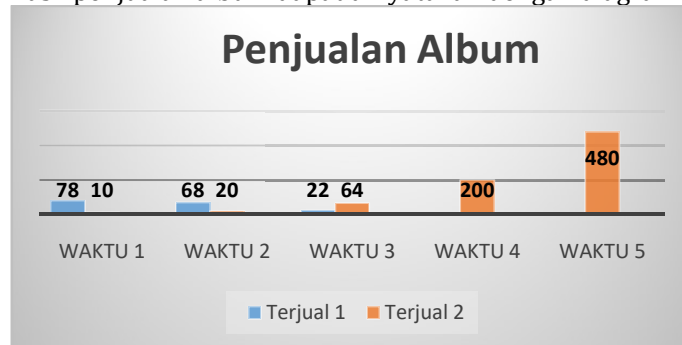 Penjualan Album
78 10 68 20 22 64 200 480
WAKTU 1 WAKTU 2 WAKTU 3 WAKTU 4 WAKTU 5
Terjual 1 Terjual 2